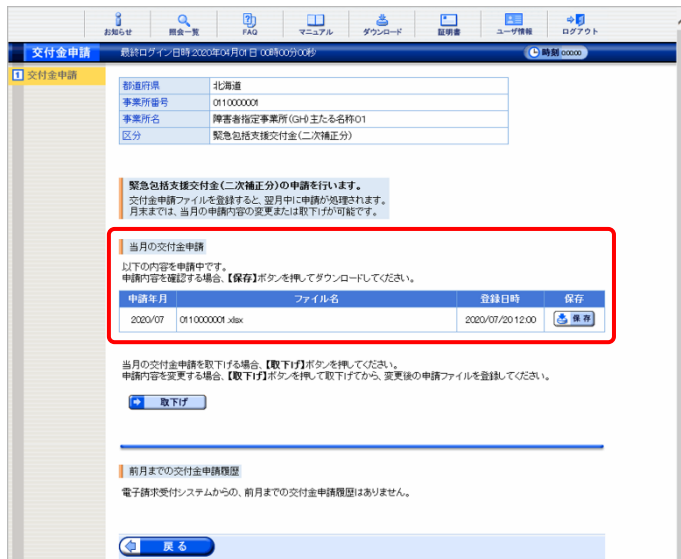 お知らせ 照会一覧 FAQ マニュアル ダウンロード 証明書 ユーザ情報 ログアウト
交付金申請 最終ログイン日時:2020年04月01日 00時00分00秒 時刻 00:00:00
1 交付金申請
都道府県 北海道
事業所番号 0110000001
事業所名 障害者指定事業所(GH)主たる名称01
区分 緊急包括支援交付金(二次補正分)
緊急包括支援交付金(二次補正分)の申請を行います。
交付金申請ファイルを登録すると、翌月中に申請が処理されます。
月末までは、当月の申請内容の変更または取下げが可能です。
当月の交付金申請
以下の内容を申請中です。
申請内容を確認する場合、【保存】ボタンを押してダウンロードしてください。
申請年月 ファイル名 登録日時 保存
2020/07 0110000001.xlsx 2020/07/20 12:00 保存
当月の交付金申請を取下げる場合、【取下げ】ボタンを押してください。
申請内容を変更する場合、【取下げ】ボタンを押して取下げてから、変更後の申請ファイルを登録してください。
取下げ
前月までの交付金申請履歴
電子請求受付システムからの、前月までの交付金申請履歴はありません。
戻る